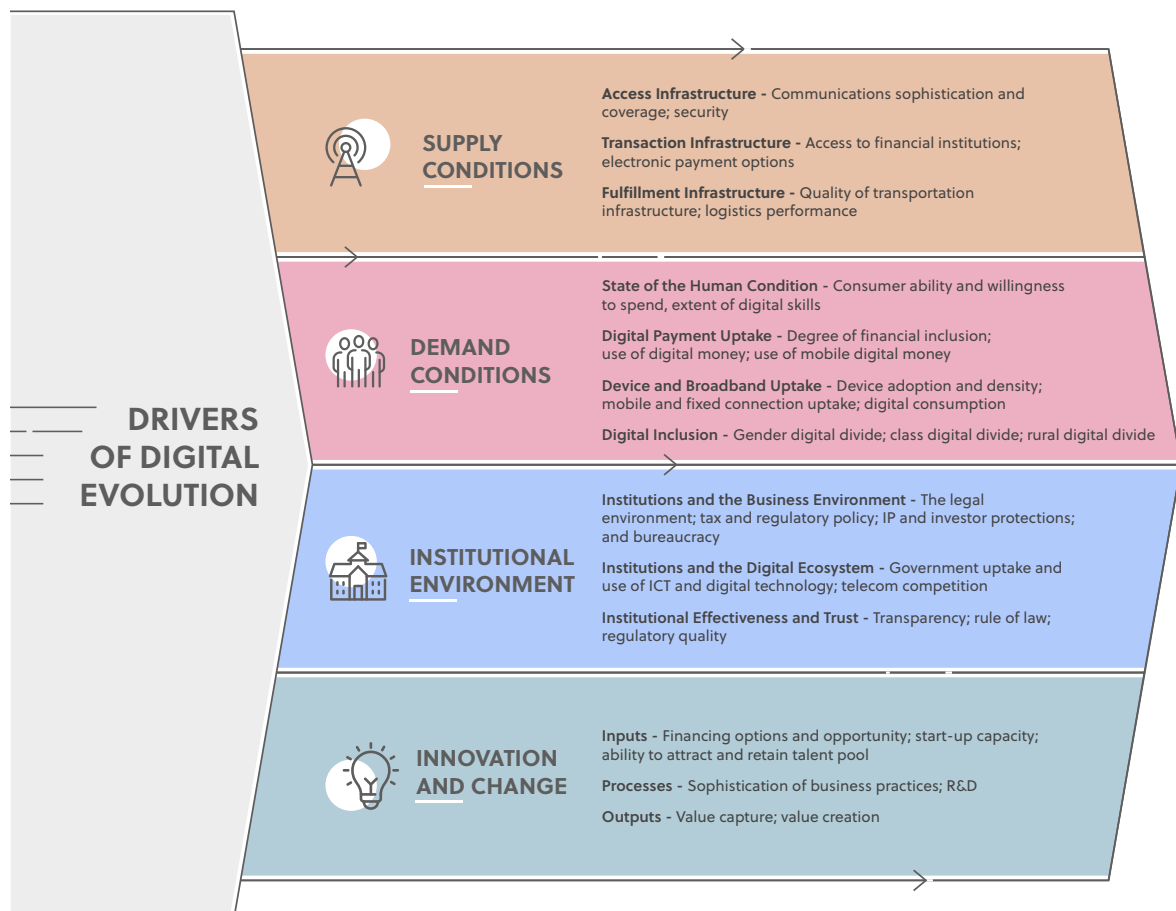 DRIVERS
OF DIGITAL
EVOLUTION
SUPPLY
CONDITIONS
Access Infrastructure - Communications sophistication and
coverage; security
Transaction Infrastructure - Access to financial institutions;
electronic payment options
Fulfillment Infrastructure - Quality of transportation
infrastructure; logistics performance
DEMAND
CONDITIONS
State of the Human Condition - Consumer ability and willingness
to spend, extent of digital skills
Digital Payment Uptake - Degree of financial inclusion;
use of digital money; use of mobile digital money
Device and Broadband Uptake - Device adoption and density;
mobile and fixed connection uptake; digital consumption
Digital Inclusion - Gender digital divide; class digital divide; rural digital divide
INSTITUTIONAL
ENVIRONMENT
Institutions and the Business Environment - The legal
environment; tax and regulatory policy; IP and investor protections;
and bureaucracy
Institutions and the Digital Ecosystem - Government uptake and
use of ICT and digital technology; telecom competition
Institutional Effectiveness and Trust - Transparency; rule of law;
regulatory quality
INNOVATION
AND CHANGE
Inputs - Financing options and opportunity; start-up capacity;
ability to attract and retain talent pool
Processes - Sophistication of business practices; R&D
Outputs - Value capture; value creation